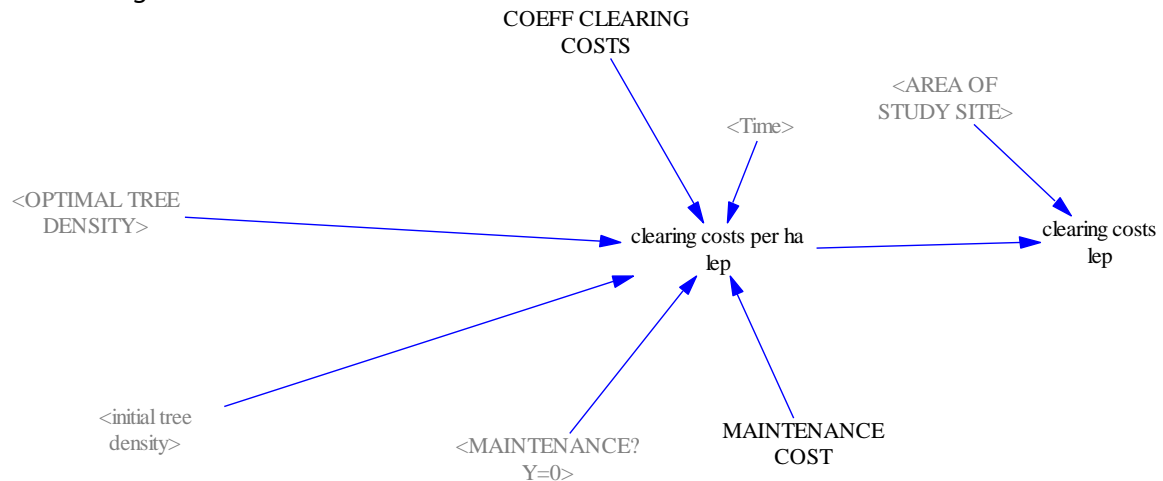 COEFF CLEARING
COSTS
<AREA OF
STUDY SITE>
<Time>
<OPTIMAL TREE
DENSITY>
clearing costs per ha
lep
clearing costs
lep
<initial tree
density>
<MAINTENANCE?
Y=0>
MAINTENANCE
COST